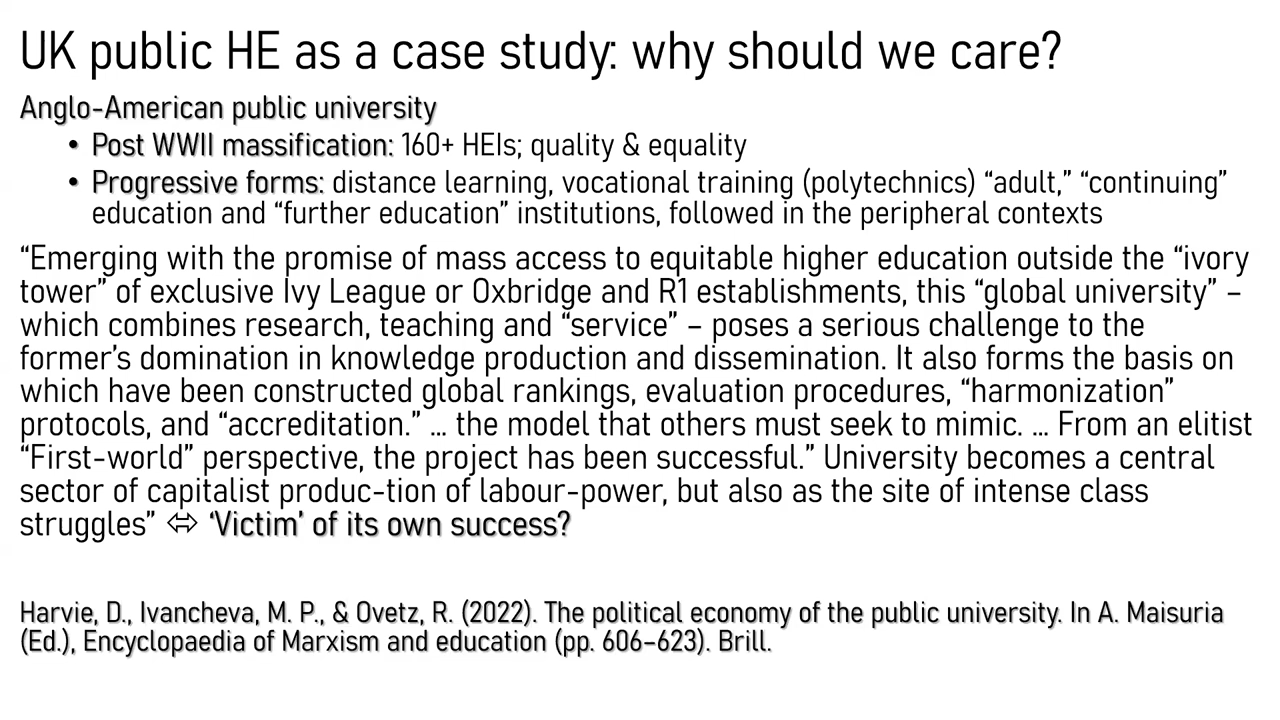 UK public HE as a case study: why should we care?
Anglo-American public university
• Post WWII massification: 160+ HEIs; quality & equality
• Progressive forms: distance learning, vocational training (polytechnics) “adult,” “continuing”
education and “further education” institutions, followed in the peripheral contexts
“Emerging with the promise of mass access to equitable higher education outside the “ivory
tower” of exclusive Ivy League or Oxbridge and R1 establishments, this “global university” –
which combines research, teaching and “service” – poses a serious challenge to the
former’s domination in knowledge production and dissemination. It also forms the basis on
which have been constructed global rankings, evaluation procedures, “harmonization”
protocols, and “accreditation.” … the model that others must seek to mimic. … From an elitist
“First-world” perspective, the project has been successful.” University becomes a central
sector of capitalist produc-tion of labour-power, but also as the site of intense class
struggles” ⇔ ‘Victim’ of its own success?
Harvie, D., Ivancheva, M. P., & Ovetz, R. (2022). The political economy of the public university. In A. Maisuria
(Ed.), Encyclopaedia of Marxism and education (pp. 606–623). Brill.